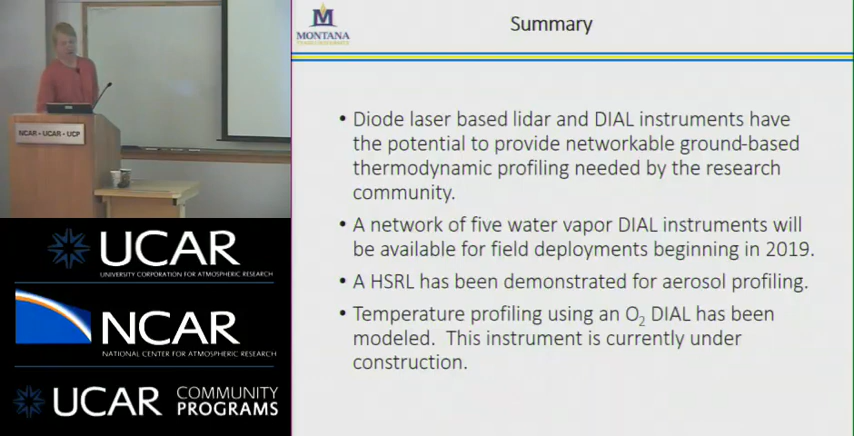 MONTANA
Summary
NCAR • UCAR • UCP
• Diode laser based lidar and DIAL instruments have
the potential to provide networkable ground-based
thermodynamic profiling needed by the research
community.
• A network of five water vapor DIAL instruments will
be available for field deployments beginning in 2019.
• A HSRL has been demonstrated for aerosol profiling.
• Temperature profiling using an O₂ DIAL has been
modeled. This instrument is currently under
construction.
UCAR
UNIVERSITY CORPORATION FOR ATMOSPHERIC RESEARCH
NCAR
NATIONAL CENTER FOR ATMOSPHERIC RESEARCH
UCAR
COMMUNITY
PROGRAMS